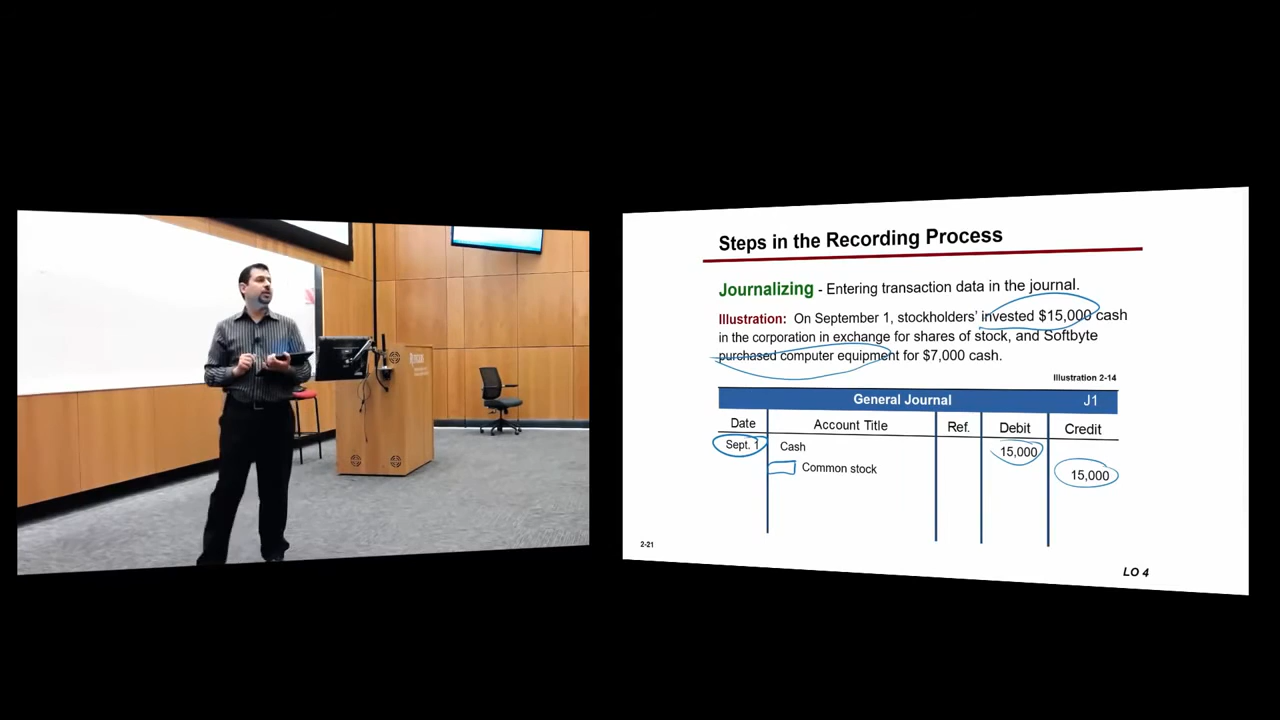 Steps in the Recording Process
Journalizing - Entering transaction data in the journal.
Illustration: On September 1, stockholders' invested $15,000 cash
in the corporation in exchange for shares of stock, and Softbyte
purchased computer equipment for $7,000 cash.
Illustration 2-14
General Journal J1
Date Account Title Ref. Debit Credit
Sept. 1 Cash 15,000
Common stock 15,000
2-21
LO 4